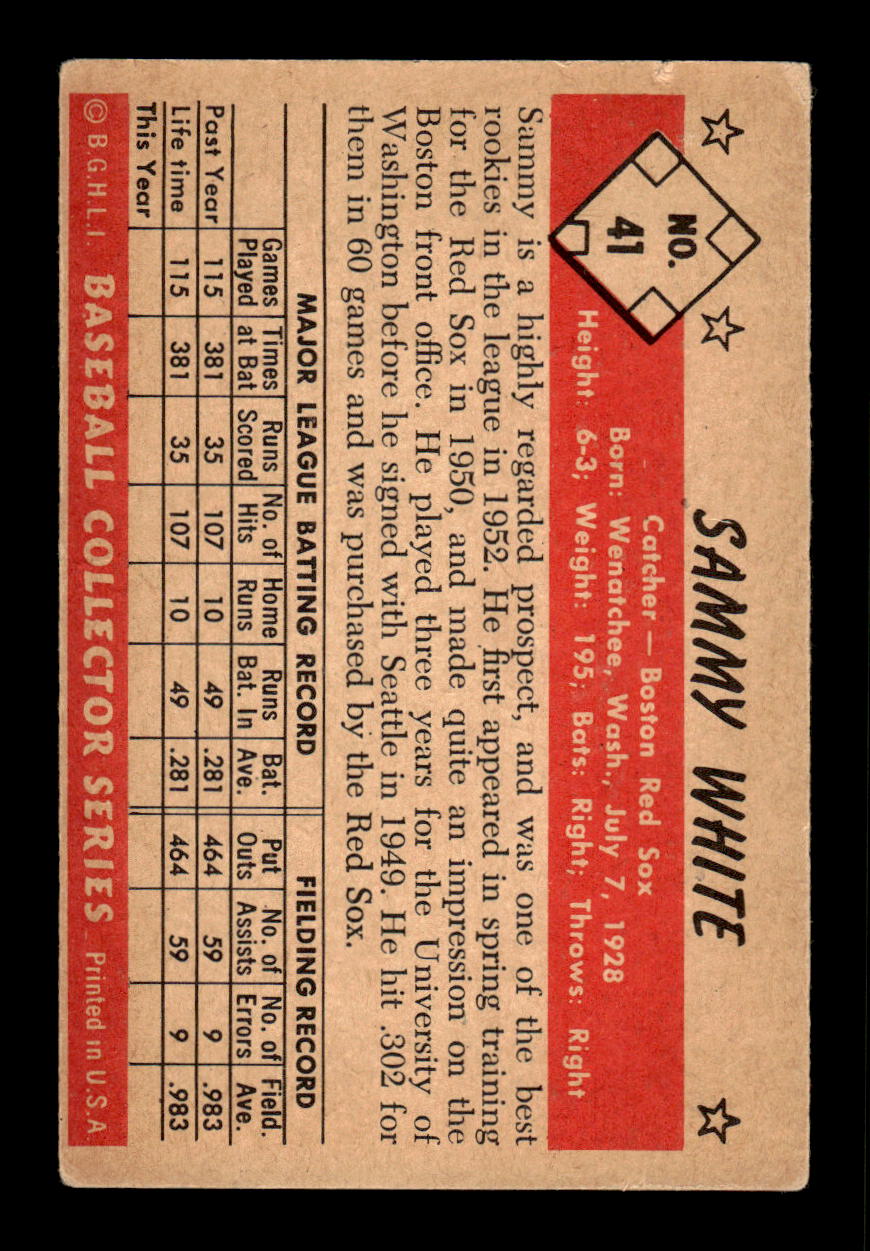 SAMMY WHITE
NO.
41
Catcher — Boston Red Sox
Born: Wenatchee, Wash., July 7, 1928
Height: 6-3; Weight: 195; Bats: Right; Throws: Right
Sammy is a highly regarded prospect, and was one of the best
rookies in the league in 1952. He first appeared in spring training
for the Red Sox in 1950, and made quite an impression on the
Boston front office. He played three years for the University of
Washington before he signed with Seattle in 1949. He hit .302 for
them in 60 games and was purchased by the Red Sox.
MAJOR LEAGUE BATTING RECORD FIELDING RECORD
Games Times Runs No. of Home Runs Bat. Put No. of No. of Field.
Played at Bat Scored Hits Runs Bat. In Ave. Outs Assists Errors Ave.
Past Year 115 381 35 107 10 49 .281 464 59 9 .983
Life time 115 381 35 107 10 49 .281 464 59 9 .983
This Year
© B.G.H.L.I. BASEBALL COLLECTOR SERIES Printed in U.S.A.